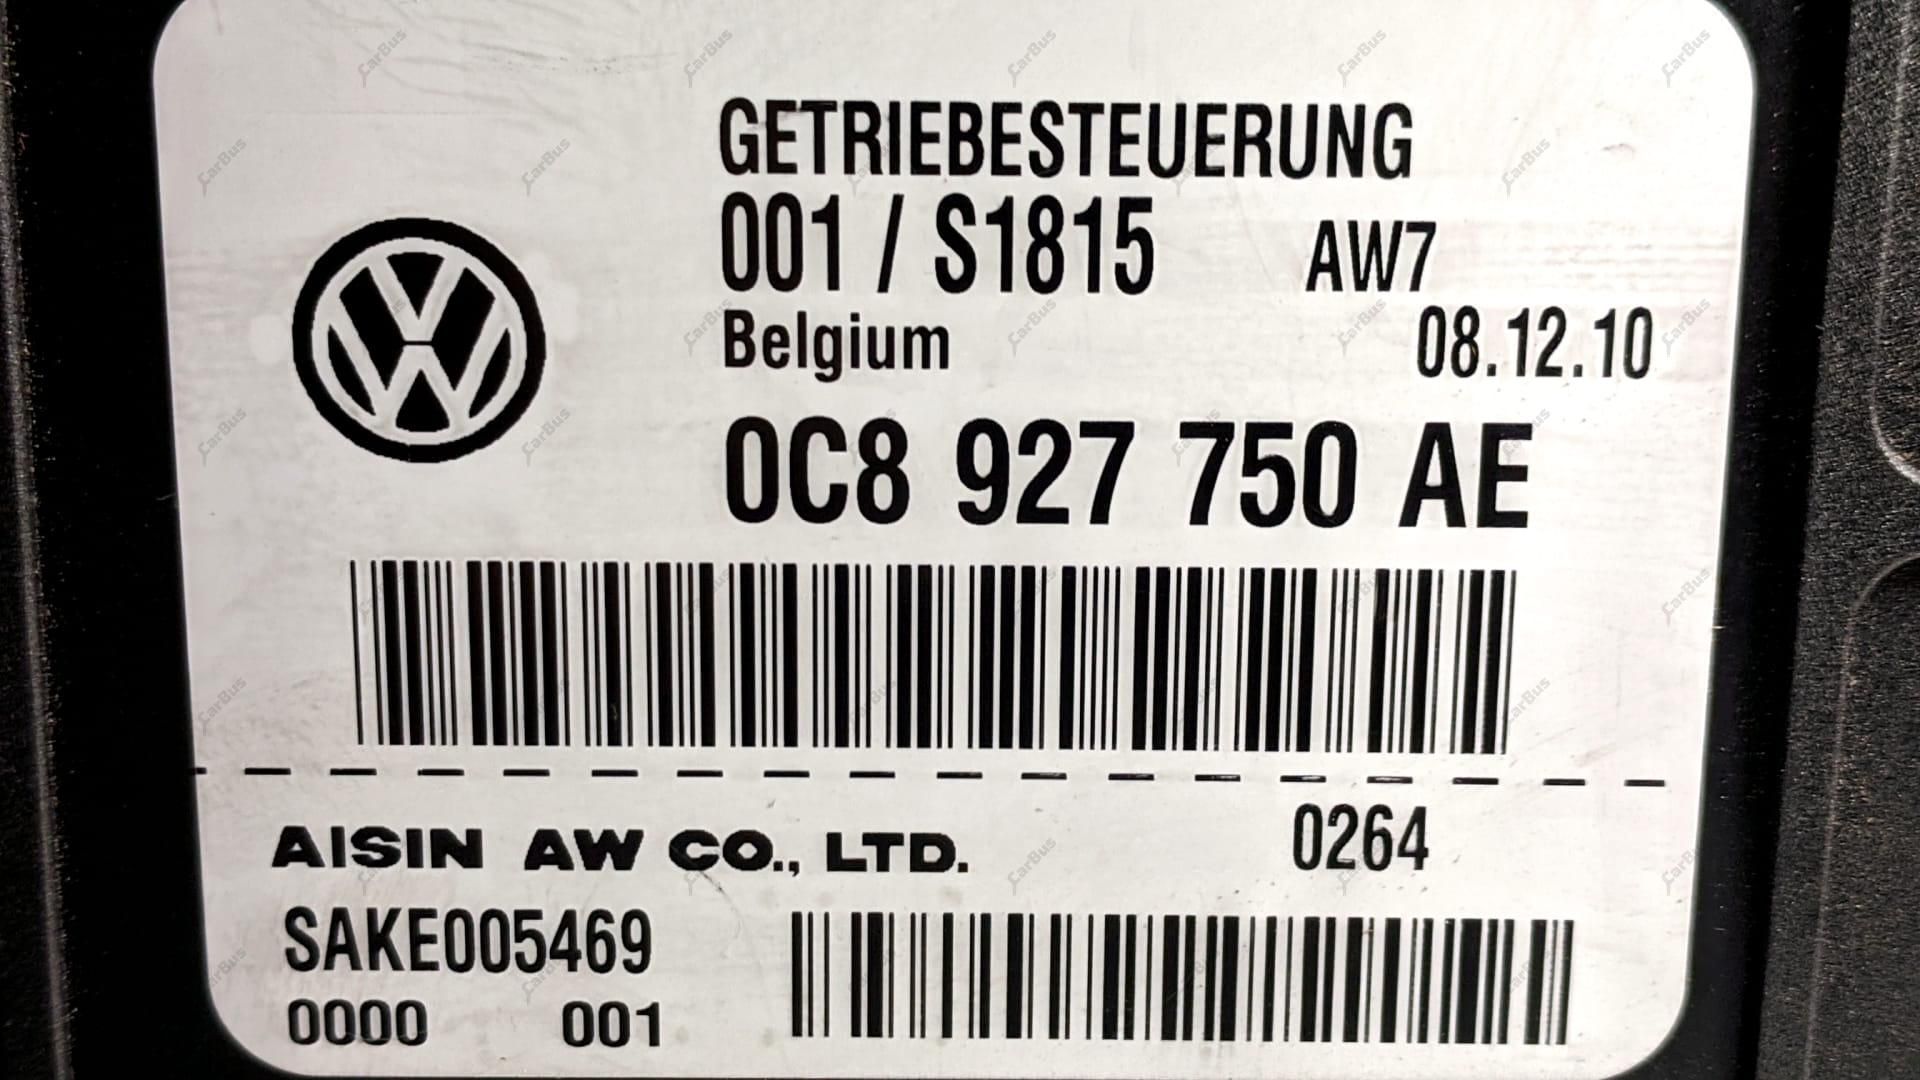 GETRIEBESTEUERUNG
001 / S1815 AW7
Belgium 08.12.10
0C8 927 750 AE
AISIN AW CO., LTD. 0264
SAKE005469
0000 001
CarBus